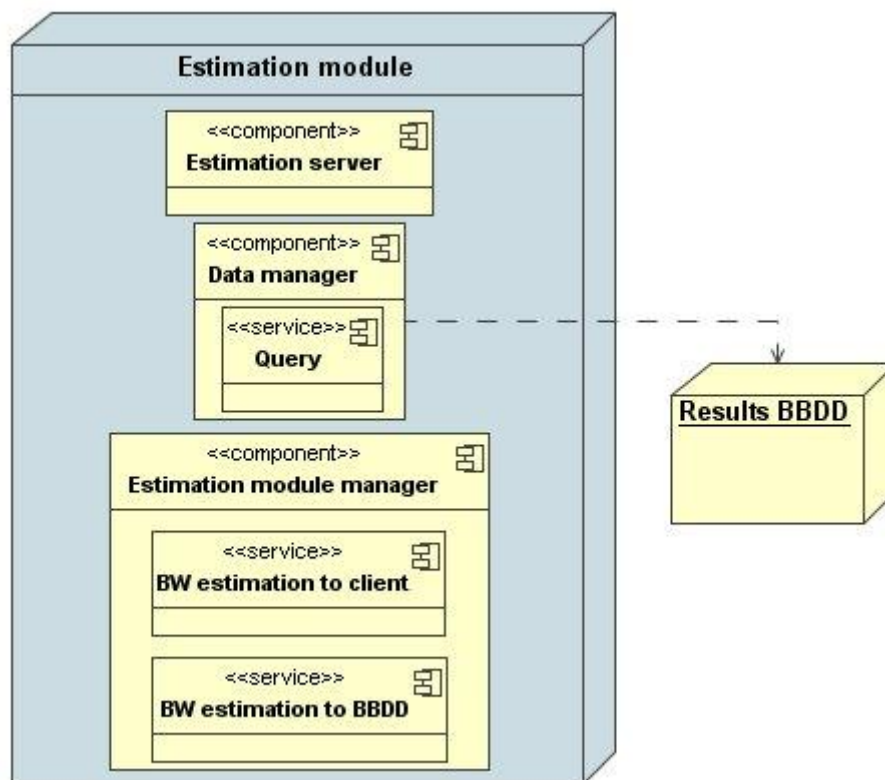 Estimation module
<<component>>
Estimation server
<<component>>
Data manager
<<service>>
Query
Results BBDD
<<component>>
Estimation module manager
<<service>>
BW estimation to client
<<service>>
BW estimation to BBDD